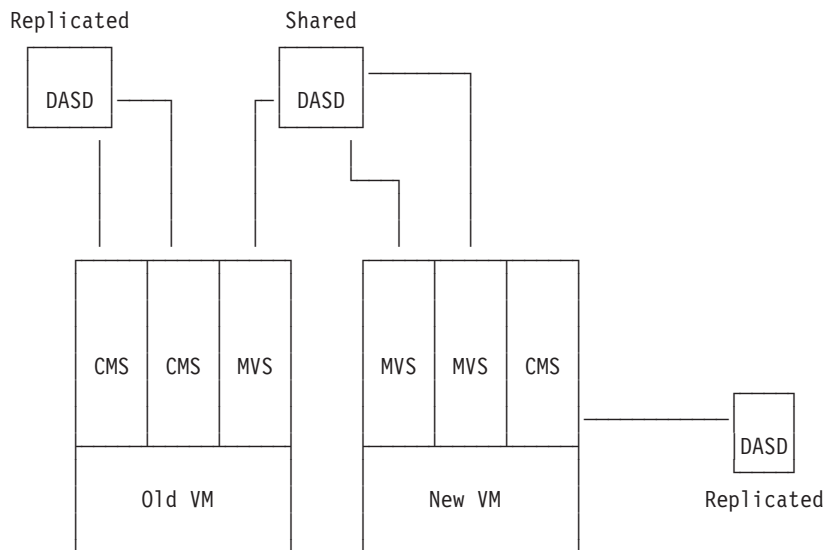 Replicated Shared
DASD DASD
CMS CMS MVS MVS MVS CMS
DASD
Old VM New VM Replicated